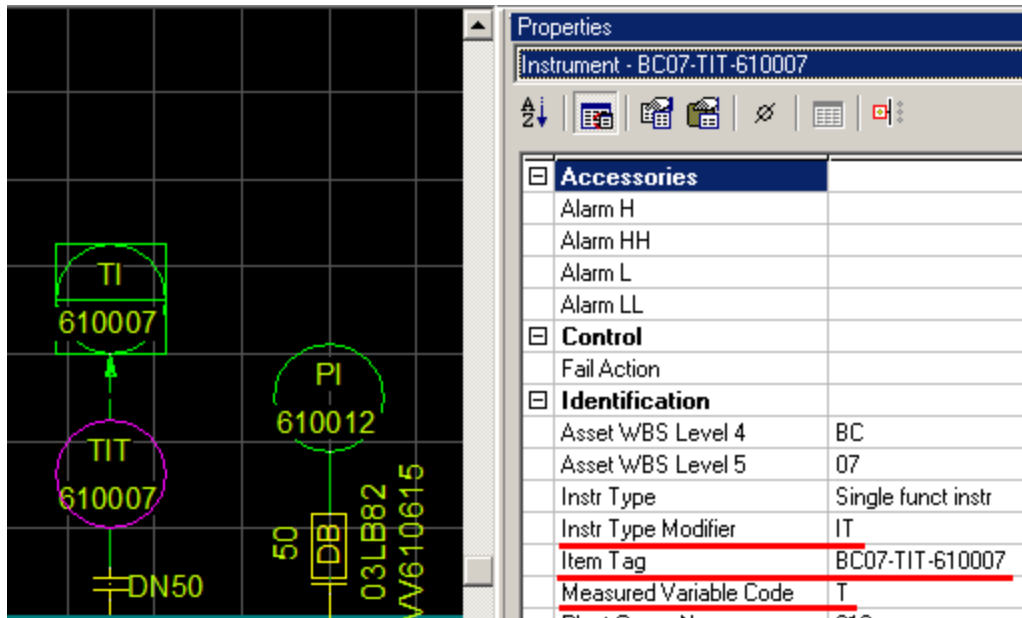 TI
610007
TIT
610007
DN50
PI
610012
50
DB
03LB82
VV610615
Properties
Instrument - BC07-TIT-610007
A
Z
Accessories
Alarm H
Alarm HH
Alarm L
Alarm LL
Control
Fail Action
Identification
Asset WBS Level 4 BC
Asset WBS Level 5 07
Instr Type Single funct instr
Instr Type Modifier IT
Item Tag BC07-TIT-610007
Measured Variable Code T